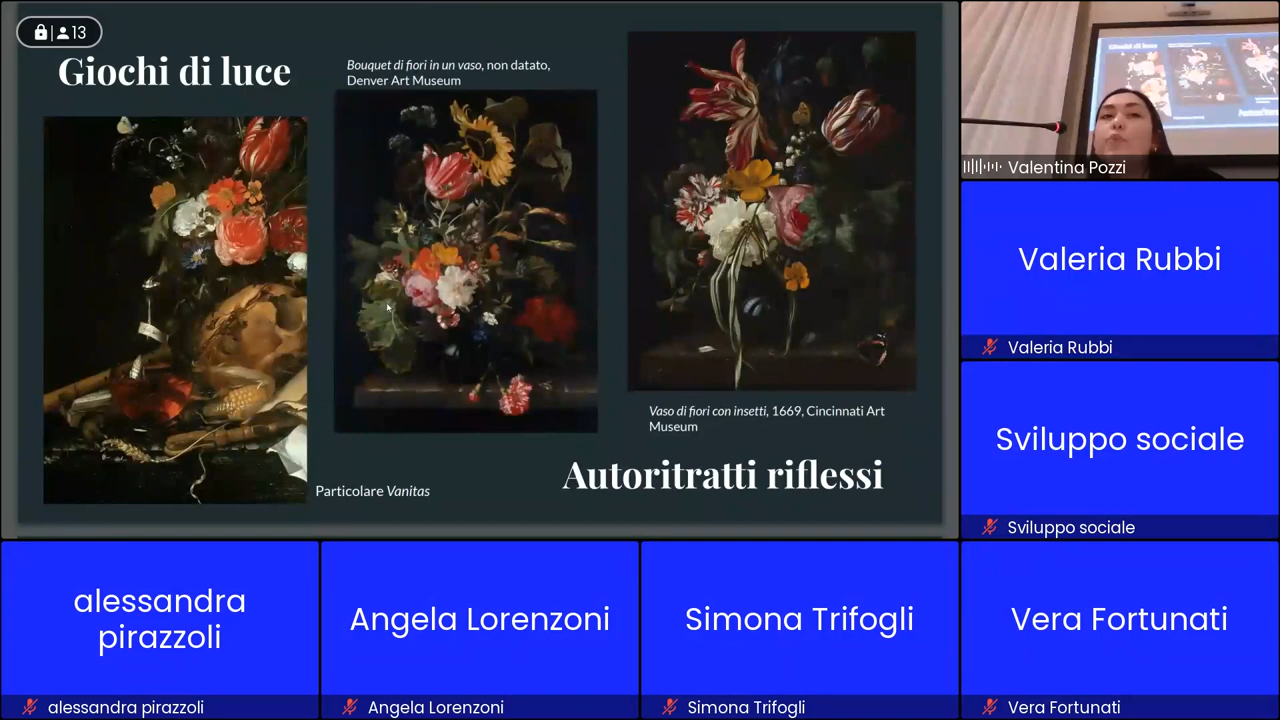 13
Giochi di luce
Bouquet di fiori in un vaso, non datato,
Denver Art Museum
Vaso di fiori con insetti, 1669, Cincinnati Art
Museum
Autoritratti riflessi
Particolare Vanitas
Valentina Pozzi
Valeria Rubbi
Valeria Rubbi
Sviluppo sociale
Sviluppo sociale
alessandra
pirazzoli
alessandra pirazzoli
Angela Lorenzoni
Angela Lorenzoni
Simona Trifogli
Simona Trifogli
Vera Fortunati
Vera Fortunati